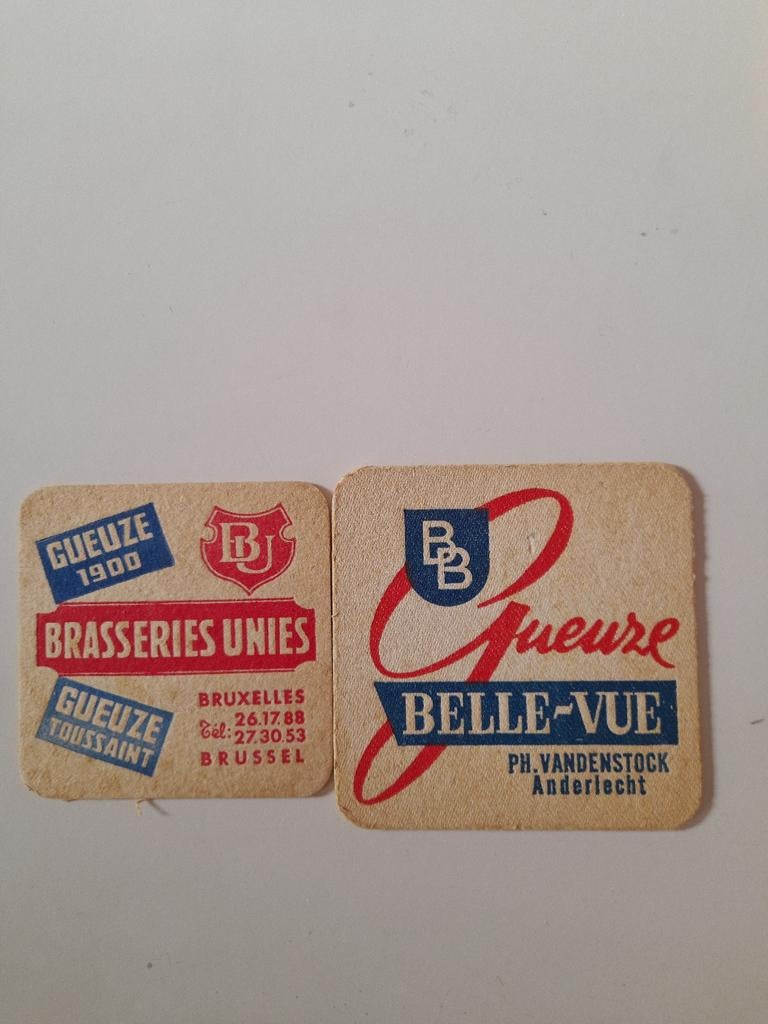 GUEUZE
1900
BU
BRASSERIES UNIES
GUEUZE
TOUSSAINT
BRUXELLES
Tél: 26.17.88
27.30.53
BRUSSEL
BB
Gueuze
BELLE-VUE
PH. VANDENSTOCK
Anderlecht